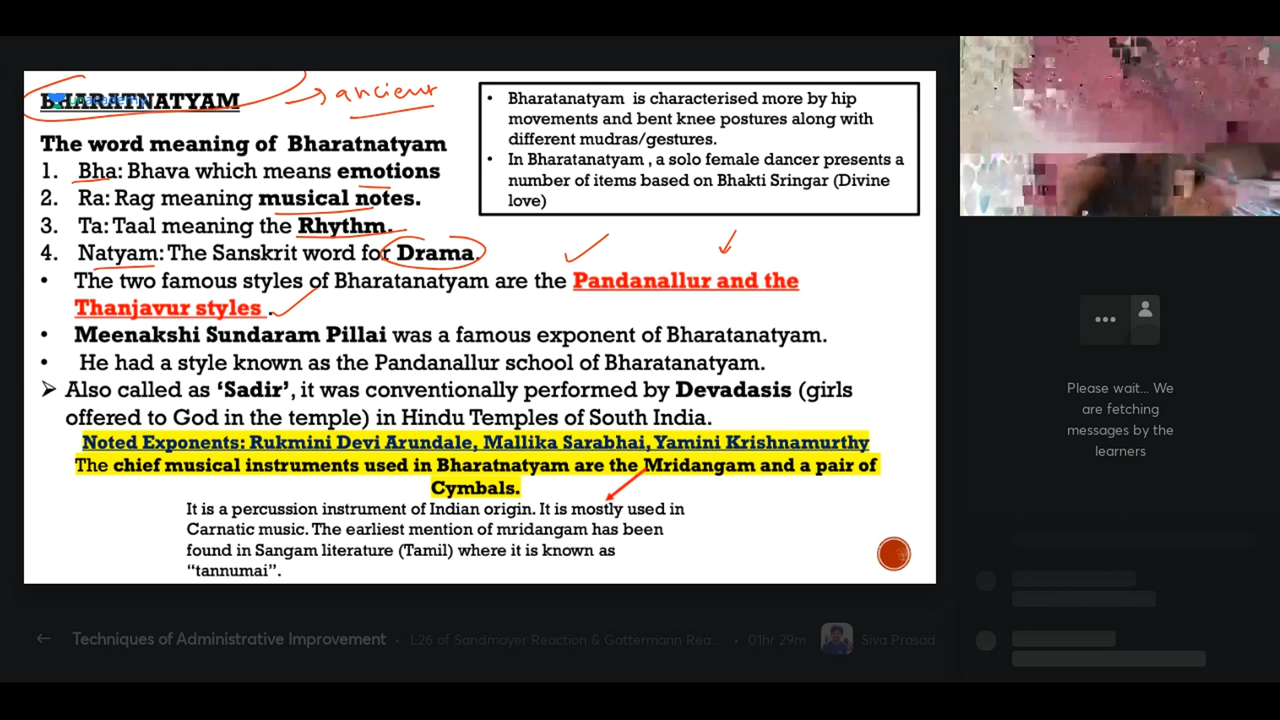 BHARATNATYAM
→ ancient
The word meaning of Bharatnatyam
1. Bha: Bhava which means emotions
2. Ra: Rag meaning musical notes.
3. Ta: Taal meaning the Rhythm.
4. Natyam: The Sanskrit word for Drama.
• The two famous styles of Bharatanatyam are the Pandanallur and the
Thanjavur styles .
• Meenakshi Sundaram Pillai was a famous exponent of Bharatanatyam.
• He had a style known as the Pandanallur school of Bharatanatyam.
➢ Also called as ‘Sadir’, it was conventionally performed by Devadasis (girls
offered to God in the temple) in Hindu Temples of South India.
Noted Exponents: Rukmini Devi Arundale, Mallika Sarabhai, Yamini Krishnamurthy
The chief musical instruments used in Bharatnatyam are the Mridangam and a pair of
Cymbals.
It is a percussion instrument of Indian origin. It is mostly used in
Carnatic music. The earliest mention of mridangam has been
found in Sangam literature (Tamil) where it is known as
“tannumai”.
• Bharatanatyam is characterised more by hip
movements and bent knee postures along with
different mudras/gestures.
• In Bharatanatyam , a solo female dancer presents a
number of items based on Bhakti Sringar (Divine
love)
Please wait... We
are fetching
messages by the
learners
← Techniques of Administrative Improvement • L26 of Sandmayer Reaction & Gattermann Rea... • 01hr 29m Siva Prasad